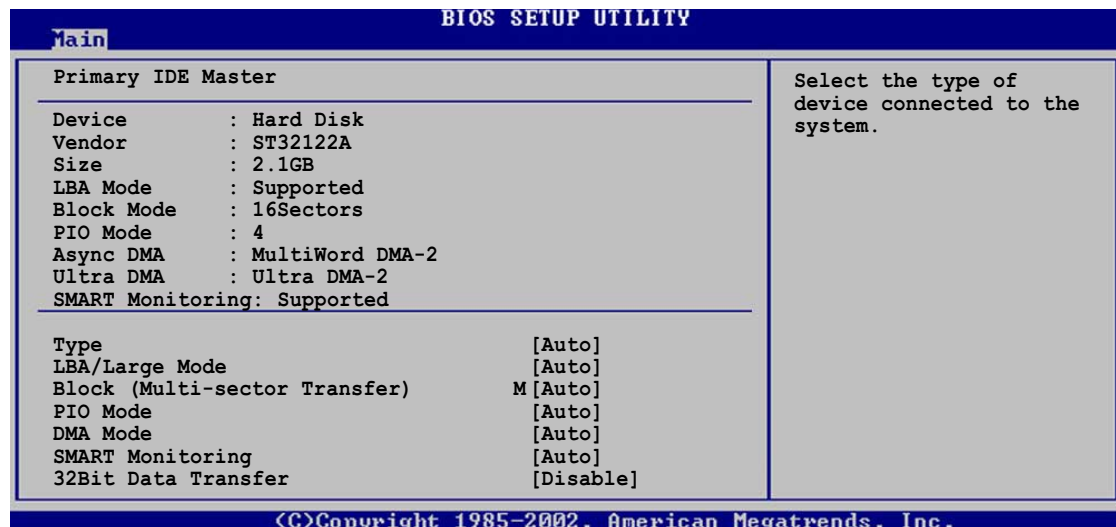 BIOS SETUP UTILITY
Main
Primary IDE Master
Device : Hard Disk
Vendor : ST32122A
Size : 2.1GB
LBA Mode : Supported
Block Mode : 16Sectors
PIO Mode : 4
Async DMA : MultiWord DMA-2
Ultra DMA : Ultra DMA-2
SMART Monitoring: Supported
Type [Auto]
LBA/Large Mode [Auto]
Block (Multi-sector Transfer) M [Auto]
PIO Mode [Auto]
DMA Mode [Auto]
SMART Monitoring [Auto]
32Bit Data Transfer [Disable]
Select the type of
device connected to the
system.
(C)Copyright 1985-2002, American Megatrends, Inc.